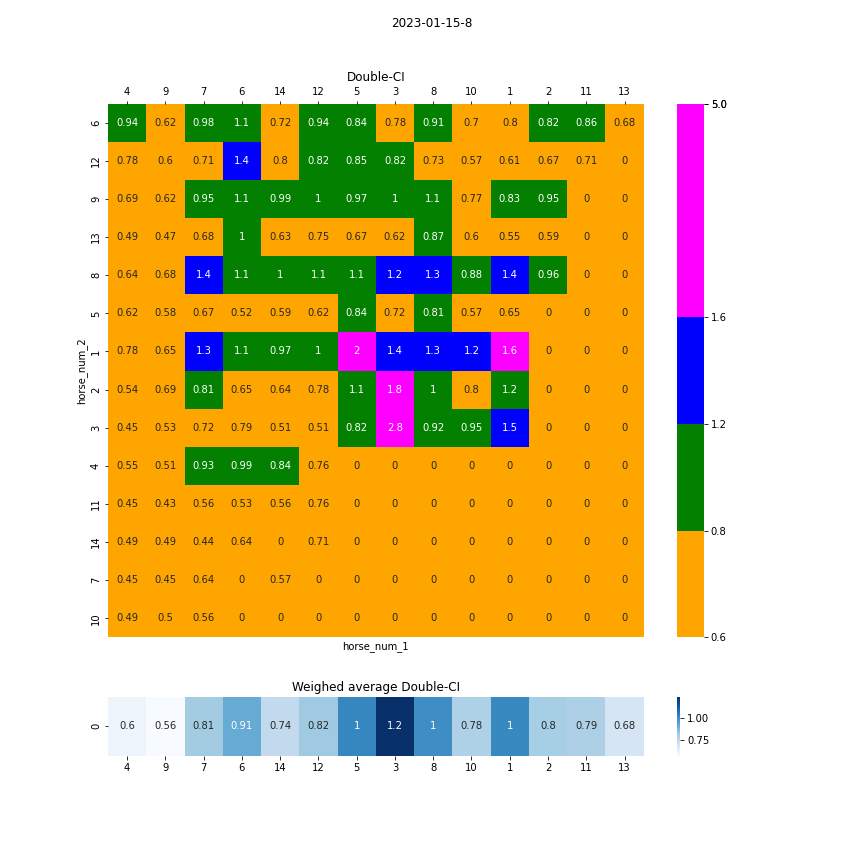 2023-01-15-8
Double-CI
4 9 7 6 14 12 5 3 8 10 1 2 11 13
6 0.94 0.62 0.98 1.1 0.72 0.94 0.84 0.78 0.91 0.7 0.8 0.82 0.86 0.68
12 0.78 0.6 0.71 1.4 0.8 0.82 0.85 0.82 0.73 0.57 0.61 0.67 0.71 0
9 0.69 0.62 0.95 1.1 0.99 1 0.97 1 1.1 0.77 0.83 0.95 0 0
13 0.49 0.47 0.68 1 0.63 0.75 0.67 0.62 0.87 0.6 0.55 0.59 0 0
8 0.64 0.68 1.4 1.1 1 1.1 1.1 1.2 1.3 0.88 1.4 0.96 0 0
5 0.62 0.58 0.67 0.52 0.59 0.62 0.84 0.72 0.81 0.57 0.65 0 0 0
1 0.78 0.65 1.3 1.1 0.97 1 2 1.4 1.3 1.2 1.6 0 0 0
2 0.54 0.69 0.81 0.65 0.64 0.78 1.1 1.8 1 0.8 1.2 0 0 0
3 0.45 0.53 0.72 0.79 0.51 0.51 0.82 2.8 0.92 0.95 1.5 0 0 0
4 0.55 0.51 0.93 0.99 0.84 0.76 0 0 0 0 0 0 0 0
11 0.45 0.43 0.56 0.53 0.56 0.76 0 0 0 0 0 0 0 0
14 0.49 0.49 0.44 0.64 0 0.71 0 0 0 0 0 0 0 0
7 0.45 0.45 0.64 0 0.57 0 0 0 0 0 0 0 0 0
10 0.49 0.5 0.56 0 0 0 0 0 0 0 0 0 0 0
horse_num_2
horse_num_1
5.0
1.6
1.2
0.8
0.6
Weighed average Double-CI
0 0.6 0.56 0.81 0.91 0.74 0.82 1 1.2 1 0.78 1 0.8 0.79 0.68
4 9 7 6 14 12 5 3 8 10 1 2 11 13
1.00
0.75